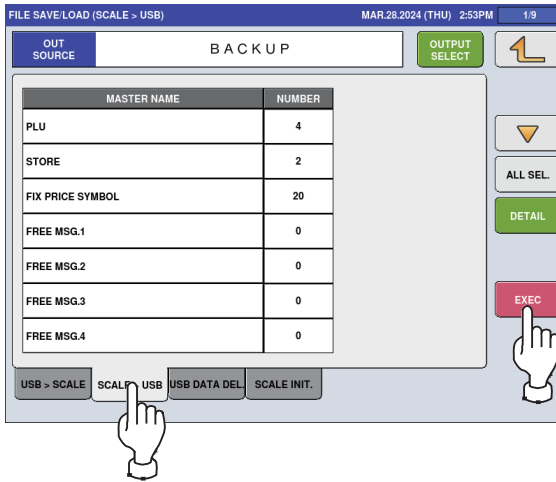 FILE SAVE/LOAD (SCALE > USB) MAR.28.2024 (THU) 2:53PM 1/9
OUT
SOURCE
BACKUP
OUTPUT
SELECT
MASTER NAME NUMBER
PLU 4
STORE 2
FIX PRICE SYMBOL 20
FREE MSG.1 0
FREE MSG.2 0
FREE MSG.3 0
FREE MSG.4 0
ALL SEL.
DETAIL
EXEC
USB > SCALE SCALE > USB USB DATA DEL. SCALE INIT.